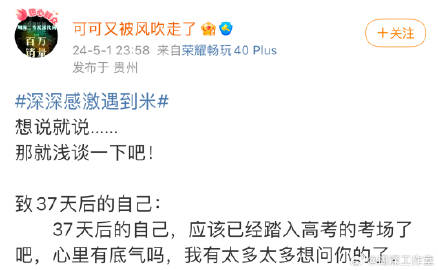 可可又被风吹走了
24-5-1 23:58 来自荣耀畅玩40 Plus
发布于 贵州
+关注
#深深感激遇到米#
想说就说......
那就浅谈一下吧!
致37天后的自己:
37天后的自己,应该已经踏入高考的考场了
吧,心里有底气吗,我有太多太多想问你的了